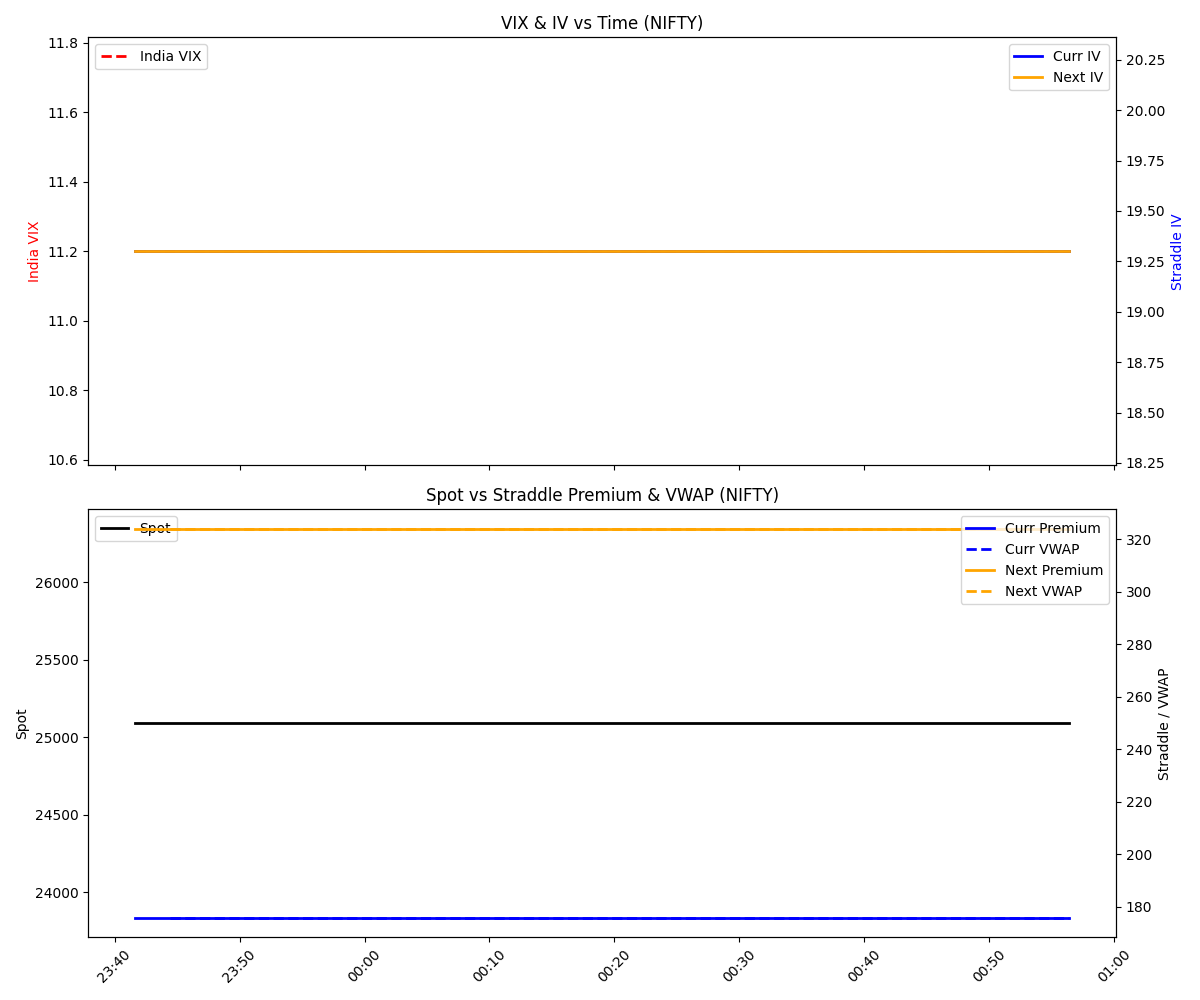 VIX & IV vs Time (NIFTY)
India VIX
Curr IV
Next IV
11.8
11.6
11.4
11.2
11.0
10.8
10.6
India VIX
20.25
20.00
19.75
19.50
19.25
19.00
18.75
18.50
18.25
Straddle IV
Spot vs Straddle Premium & VWAP (NIFTY)
Spot
Curr Premium
Curr VWAP
Next Premium
Next VWAP
26000
25500
25000
24500
24000
Spot
320
300
280
260
240
220
200
180
Straddle / VWAP
23:40
23:50
00:00
00:10
00:20
00:30
00:40
00:50
01:00